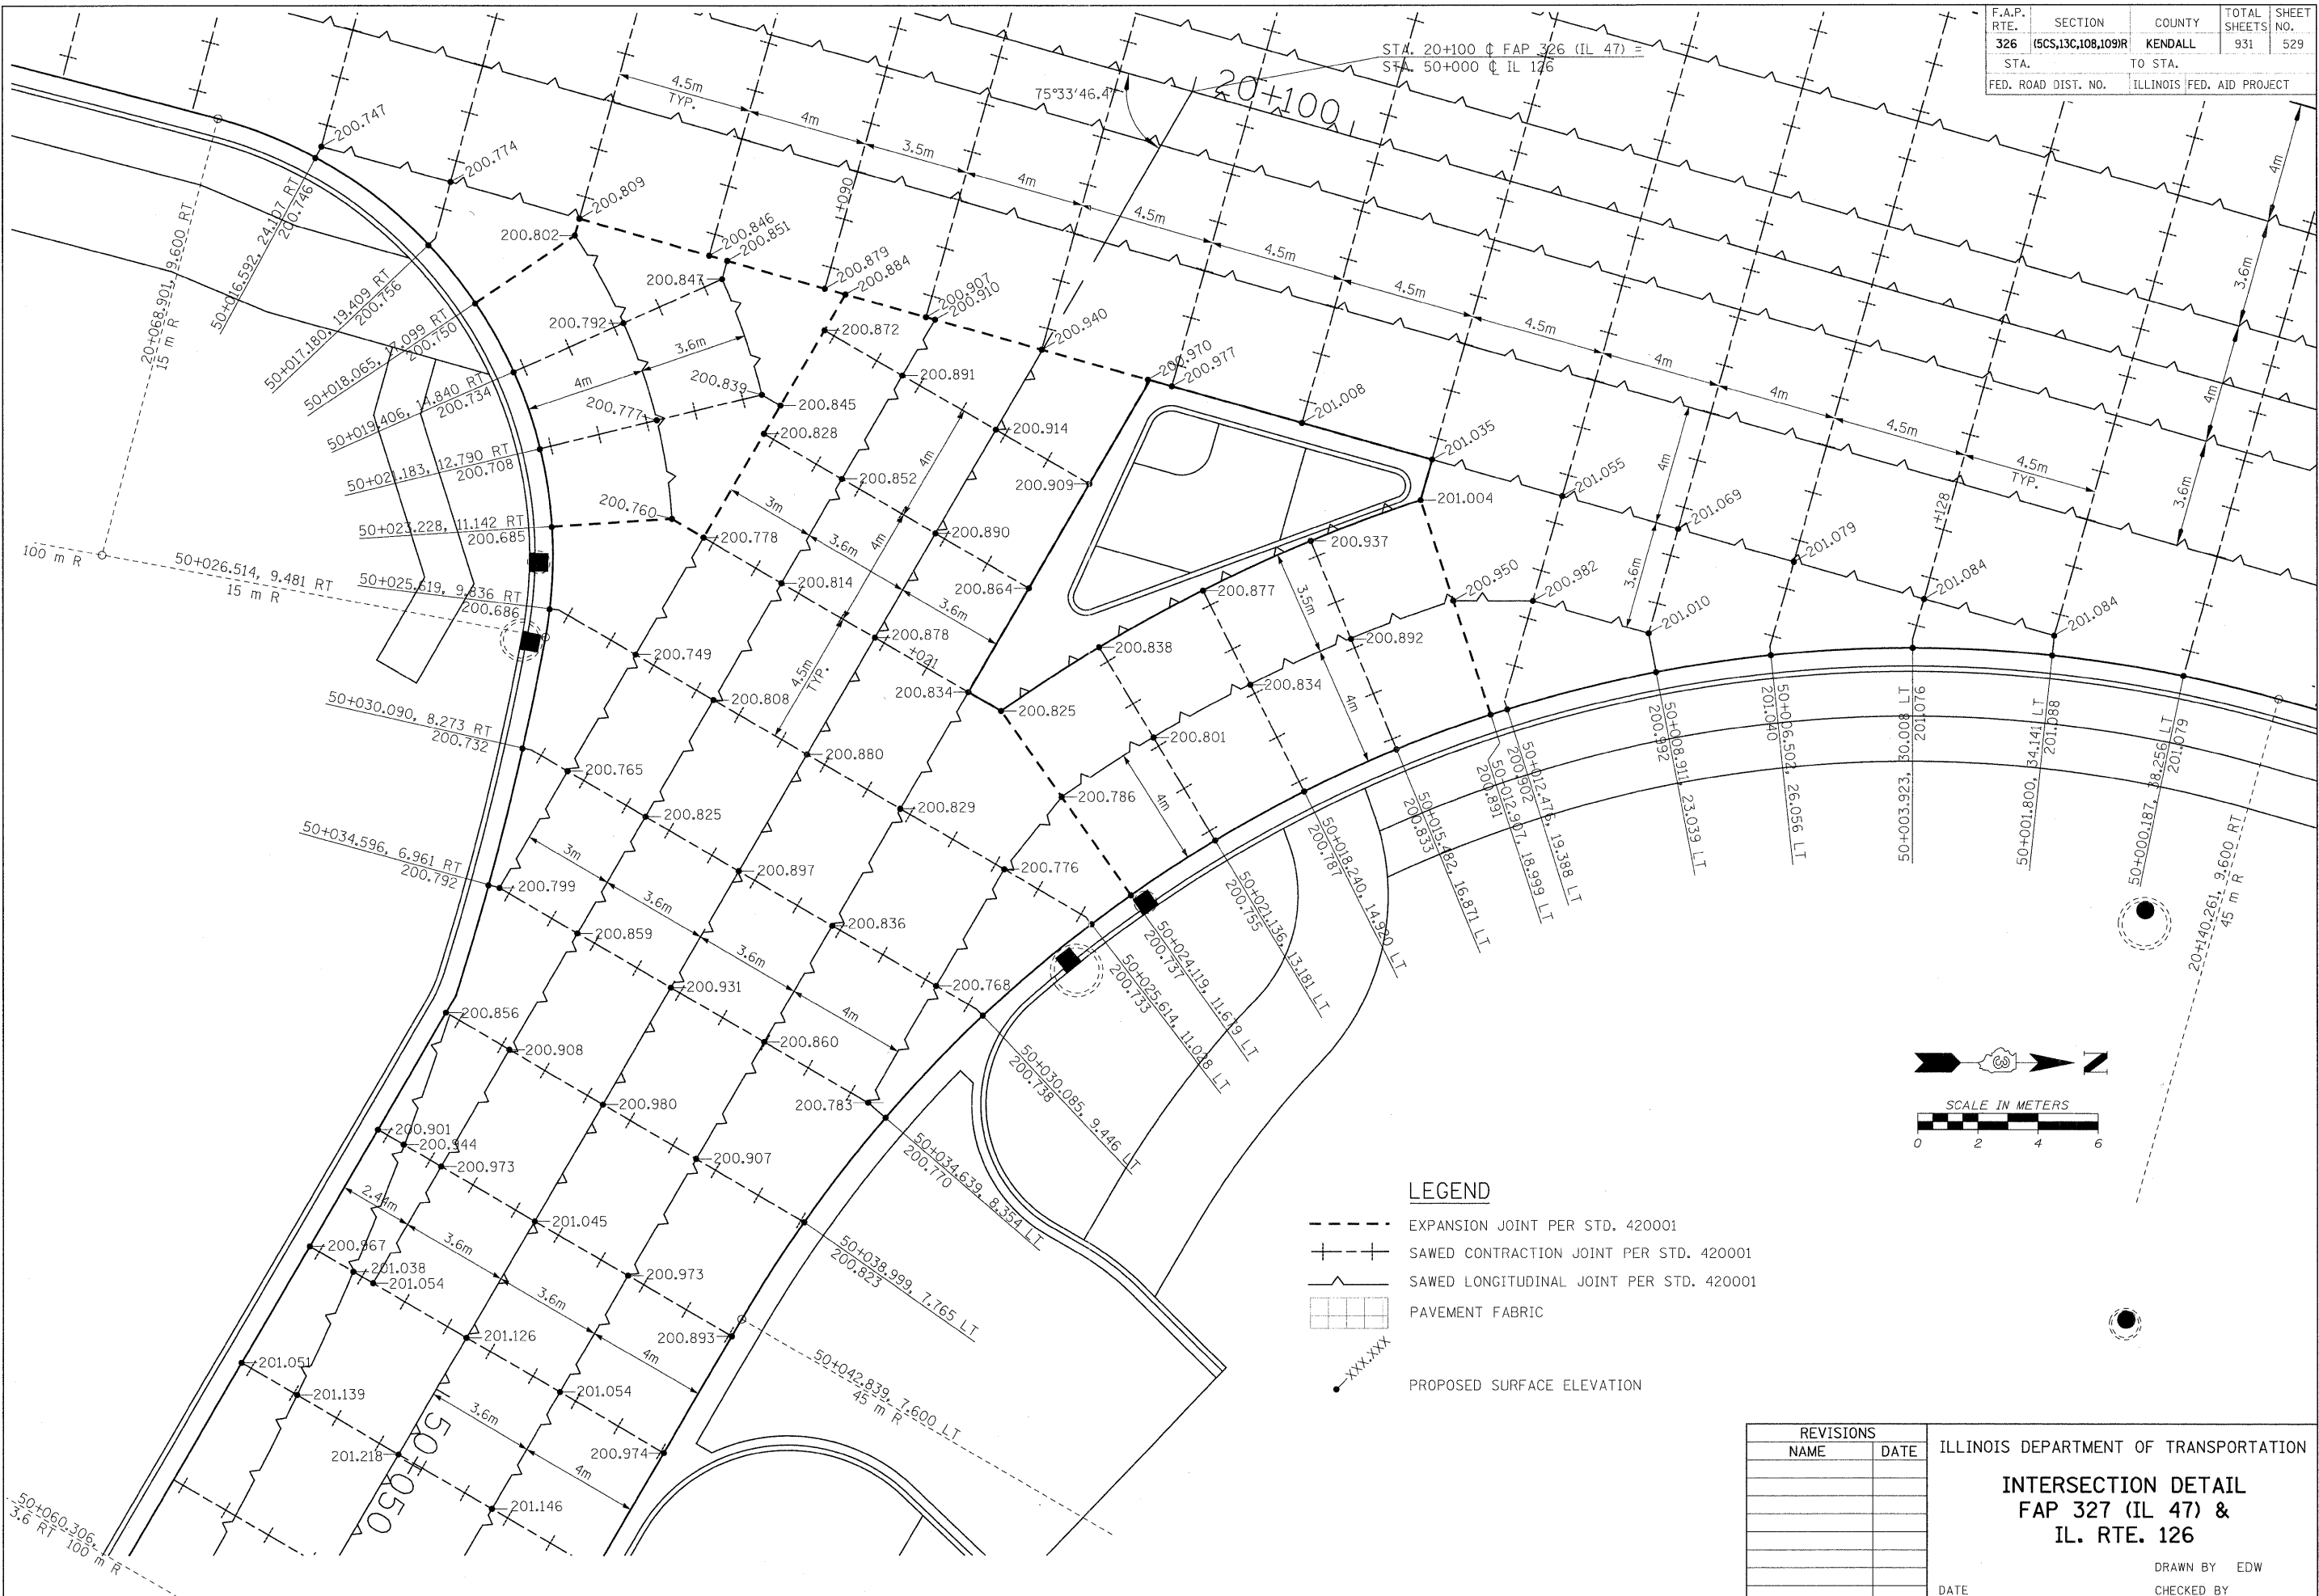 F.A.P. RTE. SECTION COUNTY TOTAL SHEETS SHEET NO.
326 (5CS,13C,108,109)R KENDALL 931 529
STA. TO STA.
FED. ROAD DIST. NO. ILLINOIS FED. AID PROJECT
STA. 20+100 ℄ FAP 326 (IL 47) =
STA. 50+000 ℄ IL 126
75°33'46.4"
20+100
4.5m
TYP.
4m
3.5m
4m
4.5m
4.5m
4.5m
4.5m
4m
4m
4.5m
4.5m
TYP.
4m
3.6m
4m
3.6m
+090
+128
200.747
200.774
200.809
200.802
200.846
200.851
200.847
200.879
200.884
200.907
200.910
200.872
200.940
200.970
200.977
200.792
3.6m
4m
200.839
200.845
200.777
200.828
200.891
200.914
200.909
201.008
201.035
201.004
201.055
201.069
201.079
201.084
201.084
4m
3.6m
200.760
200.778
200.852
200.890
200.864
200.937
200.877
200.950
200.982
201.010
3m
3.6m
3.6m
4m
4m
4.5m
TYP.
200.814
200.878
+021
200.834
200.825
200.838
200.834
200.892
3.5m
4m
200.749
200.808
200.880
200.801
200.786
4m
200.765
200.825
200.829
200.776
200.897
200.836
200.768
200.799
200.859
200.931
200.860
200.783
3m
3.6m
3.6m
4m
200.856
200.908
200.980
200.907
200.901
200.944
200.973
201.045
200.973
200.893
2.44m
3.6m
3.6m
4m
200.967
201.038
201.054
201.126
201.054
200.974
201.051
201.139
201.218
201.146
3.6m
4m
50+050
20+068.901, 9.600 RT
15 m R
50+016.592, 24.107 RT
200.746
50+017.180, 19.409 RT
200.756
50+018.065, 17.099 RT
200.750
50+019.406, 14.840 RT
200.734
50+021.183, 12.790 RT
200.708
50+023.228, 11.142 RT
200.685
100 m R
50+026.514, 9.481 RT
15 m R
50+025.619, 9.836 RT
200.686
50+030.090, 8.273 RT
200.732
50+034.596, 6.961 RT
200.792
50+060.306,
3.6 RT
100 m R
50+000.187, 38.256 LT
201.079
50+001.800, 34.141 LT
201.088
50+003.923, 30.008 LT
201.076
50+006.502, 26.056 LT
201.040
50+008.911, 23.039 LT
200.992
50+012.476, 19.388 LT
200.902
50+012.907, 18.999 LT
200.891
50+015.482, 16.871 LT
200.833
50+018.240, 14.920 LT
200.787
50+021.136, 13.181 LT
200.755
50+024.119, 11.679 LT
200.737
50+025.614, 11.028 LT
200.733
50+030.085, 9.446 LT
200.738
50+034.639, 8.354 LT
200.770
50+038.999, 7.765 LT
200.823
50+042.839, 7.600 LT
45 m R
20+140.261, 9.600 RT
45 m R
N
SCALE IN METERS
0 2 4 6
LEGEND
EXPANSION JOINT PER STD. 420001
SAWED CONTRACTION JOINT PER STD. 420001
SAWED LONGITUDINAL JOINT PER STD. 420001
PAVEMENT FABRIC
XXX.XXX
PROPOSED SURFACE ELEVATION
REVISIONS
NAME DATE
ILLINOIS DEPARTMENT OF TRANSPORTATION
INTERSECTION DETAIL
FAP 327 (IL 47) &
IL. RTE. 126
DRAWN BY EDW
DATE CHECKED BY